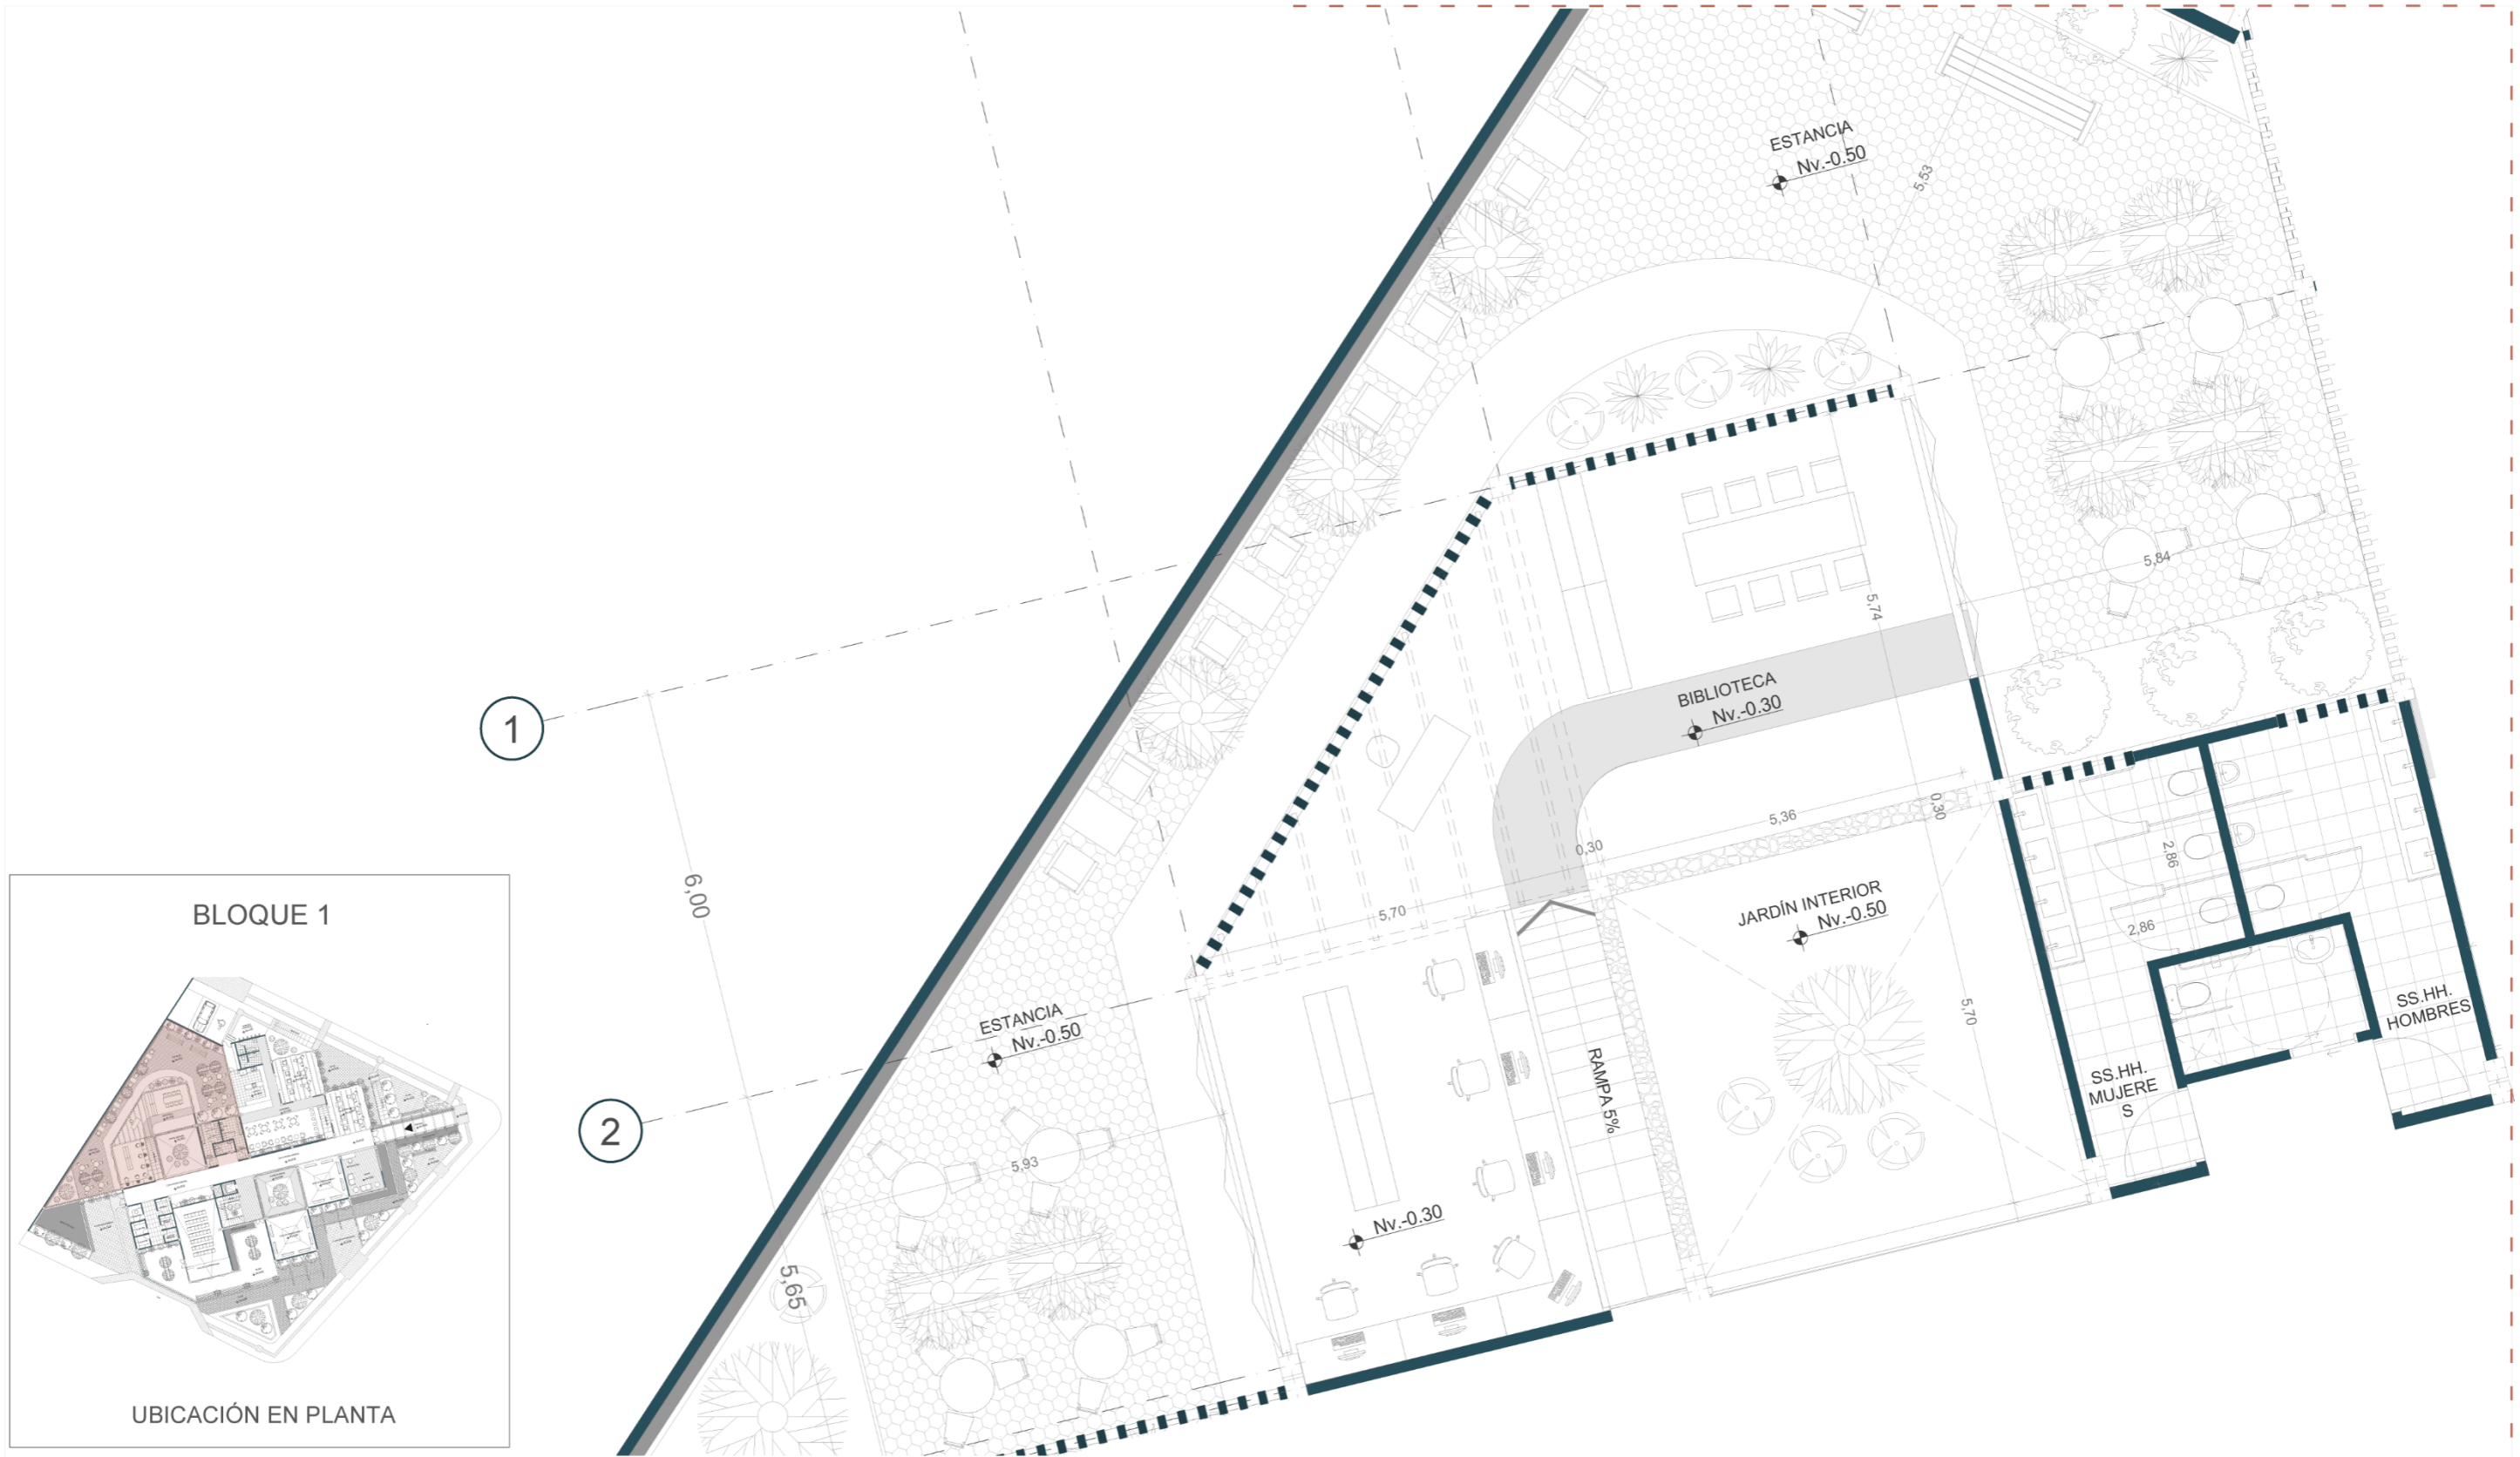 ESTANCIA
Nv.-0.50
5,53
5,84
5,74
BIBLIOTECA
Nv.-0.30
1
6,00
5,36
0,30
0,30
2,86
2,86
5,70
JARDÍN INTERIOR
Nv.-0.50
5,70
SS.HH.
HOMBRES
ESTANCIA
Nv.-0.50
RAMPA 5%
SS.HH.
MUJERE
S
2
5,93
Nv.-0.30
5,65
BLOQUE 1
UBICACIÓN EN PLANTA